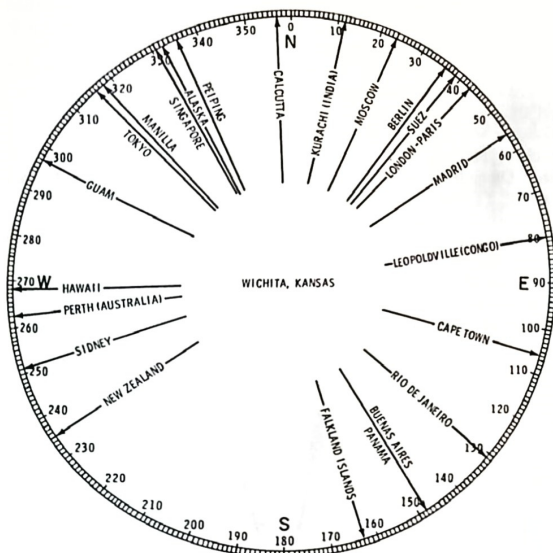 0
10
20
30
40
50
60
70
80
90
100
110
120
130
140
150
160
170
180
190
200
210
220
230
240
250
260
270
280
290
300
310
320
330
340
350
N
E
S
W
CALCUTTA
KURACHI (INDIA)
MOSCOW
BERLIN
SUEZ
LONDON-PARIS
MADRID
LEOPOLDVILLE (CONGO)
CAPE TOWN
RIO DE JANEIRO
BUENAS AIRES
PANAMA
FALKLAND ISLANDS
NEW ZEALAND
SIDNEY
PERTH (AUSTRALIA)
HAWAII
GUAM
TOKYO
MANILLA
SINGAPORE
ALASKA
PEIPING
WICHITA, KANSAS